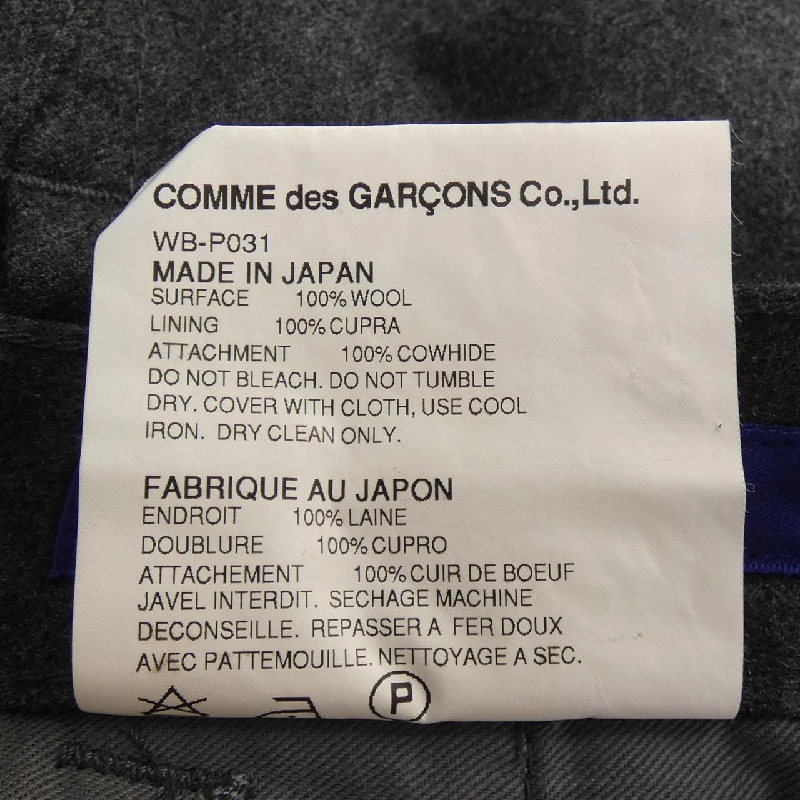 COMME des GARÇONS Co.,Ltd.
WB-P031
MADE IN JAPAN
SURFACE 100% WOOL
LINING 100% CUPRA
ATTACHMENT 100% COWHIDE
DO NOT BLEACH. DO NOT TUMBLE
DRY. COVER WITH CLOTH, USE COOL
IRON. DRY CLEAN ONLY.
FABRIQUE AU JAPON
ENDROIT 100% LAINE
DOUBLURE 100% CUPRO
ATTACHEMENT 100% CUIR DE BOEUF
JAVEL INTERDIT. SECHAGE MACHINE
DECONSEILLE. REPASSER A FER DOUX
AVEC PATTEMOUILLE. NETTOYAGE A SEC.
P